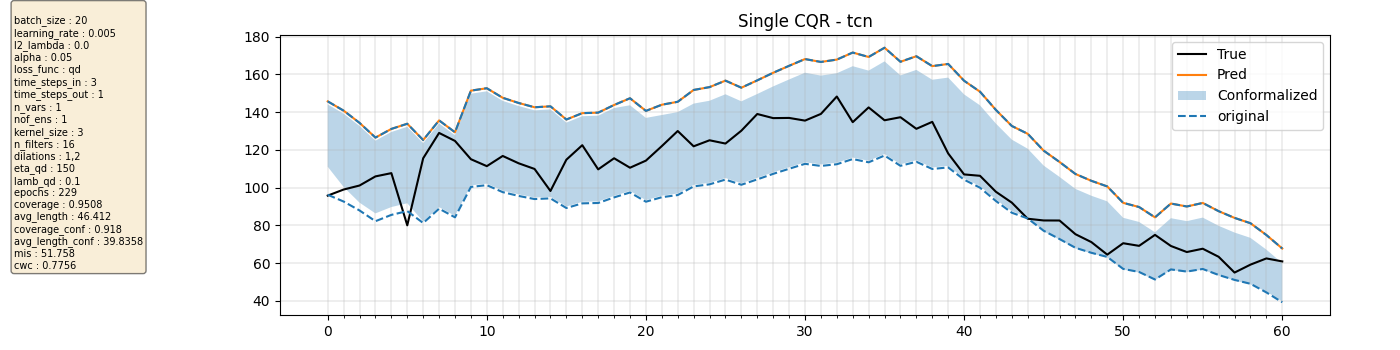 batch_size : 20
learning_rate : 0.005
l2_lambda : 0.0
alpha : 0.05
loss_func : qd
time_steps_in : 3
time_steps_out : 1
n_vars : 1
nof_ens : 1
kernel_size : 3
n_filters : 16
dilations : 1,2
eta_qd : 150
lamb_qd : 0.1
epochs : 229
coverage : 0.9508
avg_length : 46.412
coverage_conf : 0.918
avg_length_conf : 39.8358
mis : 51.758
cwc : 0.7756
Single CQR - tcn
180
160
140
120
100
80
60
40
True
Pred
Conformalized
original
0 10 20 30 40 50 60